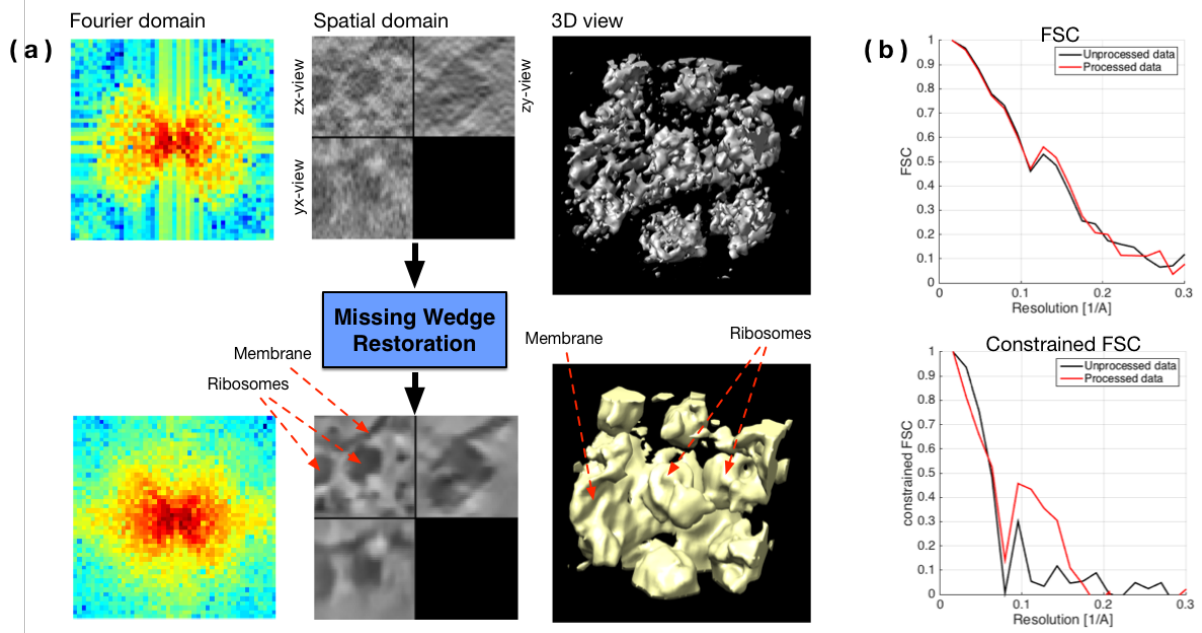 Fourier domain
Spatial domain
3D view
( a )
zx-view
zy-view
yx-view
Missing Wedge
Restoration
Membrane
Ribosomes
Membrane
Ribosomes
( b )
FSC
Unprocessed data
Processed data
1
0.9
0.8
0.7
0.6
0.5
0.4
0.3
0.2
0.1
0
FSC
0
0.1
0.2
0.3
Resolution [1/A]
Constrained FSC
Unprocessed data
Processed data
1
0.9
0.8
0.7
0.6
0.5
0.4
0.3
0.2
0.1
0
constrained FSC
0
0.1
0.2
0.3
Resolution [1/A]